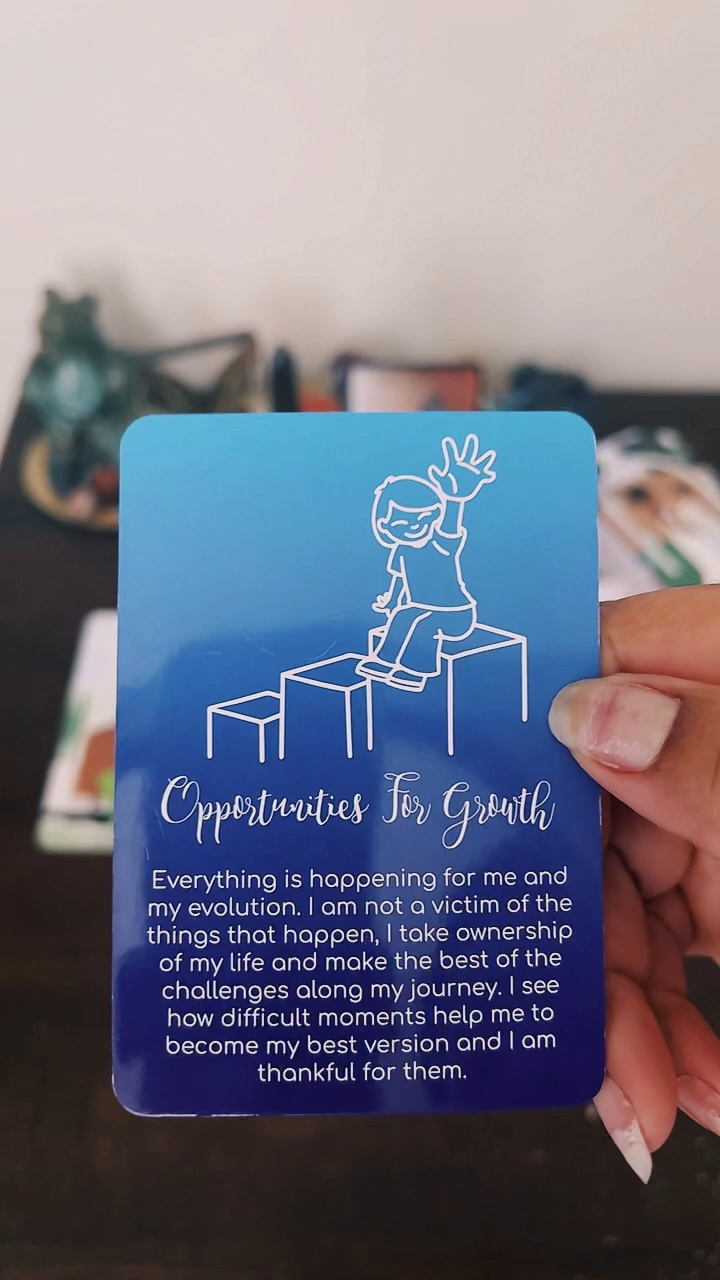 Opportunities For Growth
Everything is happening for me and
my evolution. I am not a victim of the
things that happen, I take ownership
of my life and make the best of the
challenges along my journey. I see
how difficult moments help me to
become my best version and I am
thankful for them.